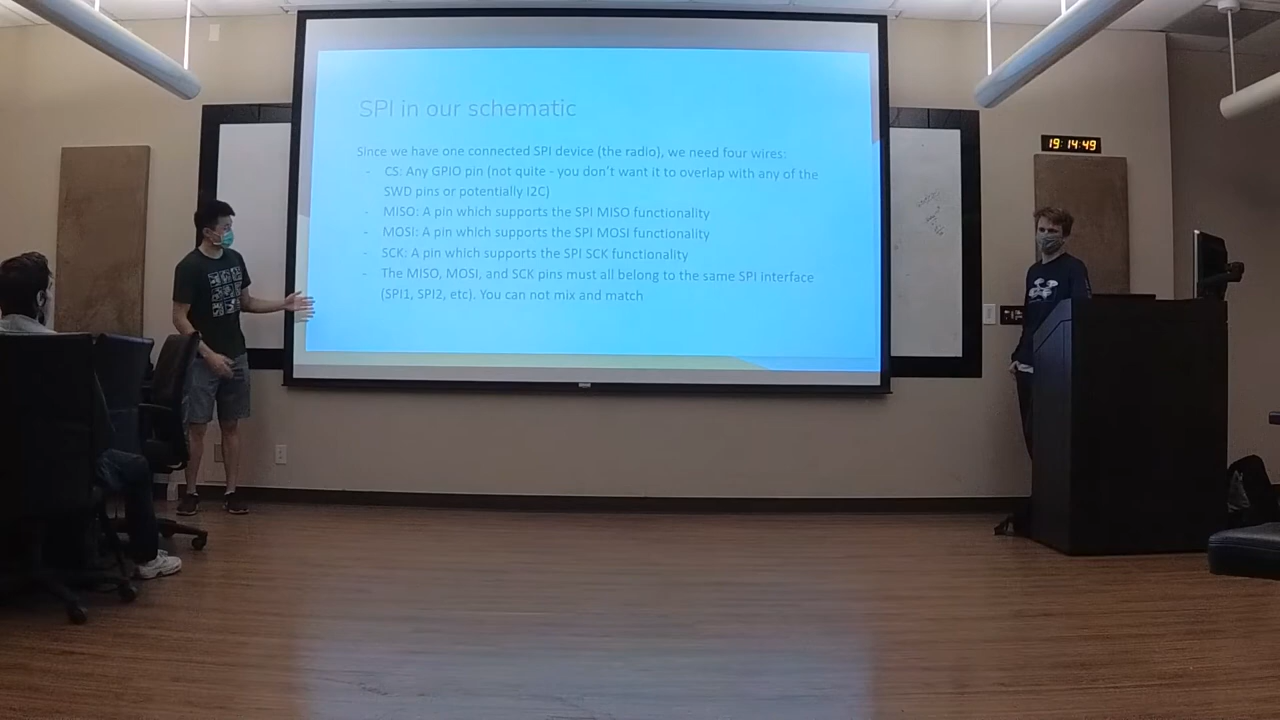 SPI in our schematic
Since we have one connected SPI device (the radio), we need four wires:
- CS: Any GPIO pin (not quite - you don't want it to overlap with any of the
SWD pins or potentially I2C)
- MISO: A pin which supports the SPI MISO functionality
- MOSI: A pin which supports the SPI MOSI functionality
- SCK: A pin which supports the SPI SCK functionality
- The MISO, MOSI, and SCK pins must all belong to the same SPI interface
(SPI1, SPI2, etc). You can not mix and match
19:14:49